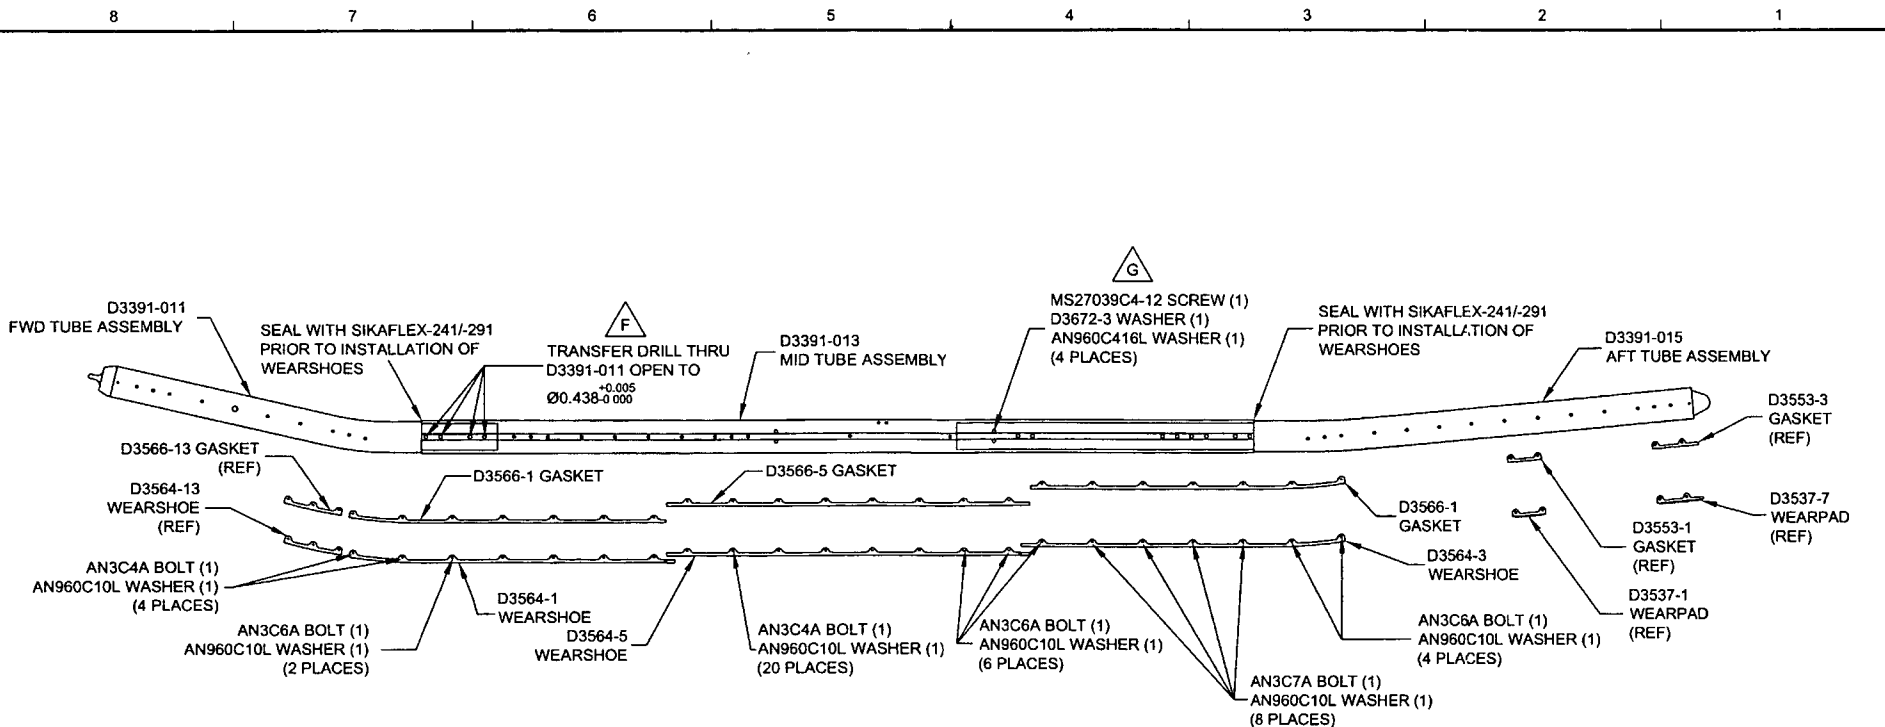 8 7 6 5 4 3 2 1
G
F
D3391-011
FWD TUBE ASSEMBLY
SEAL WITH SIKAFLEX-241/-291
PRIOR TO INSTALLATION OF
WEARSHOES
TRANSFER DRILL THRU
D3391-011 OPEN TO
Ø0.438 +0.005 -0.000
D3391-013
MID TUBE ASSEMBLY
MS27039C4-12 SCREW (1)
D3672-3 WASHER (1)
AN960C416L WASHER (1)
(4 PLACES)
SEAL WITH SIKAFLEX-241/-291
PRIOR TO INSTALLATION OF
WEARSHOES
D3391-015
AFT TUBE ASSEMBLY
D3553-3
GASKET
(REF)
D3566-13 GASKET
(REF)
D3566-1 GASKET
D3566-5 GASKET
D3564-13
WEARSHOE
(REF)
D3566-1
GASKET
D3537-7
WEARPAD
(REF)
D3553-1
GASKET
(REF)
D3564-3
WEARSHOE
AN3C4A BOLT (1)
AN960C10L WASHER (1)
(4 PLACES)
D3564-1
WEARSHOE
D3537-1
WEARPAD
(REF)
AN3C6A BOLT (1)
AN960C10L WASHER (1)
(2 PLACES)
D3564-5
WEARSHOE
AN3C4A BOLT (1)
AN960C10L WASHER (1)
(20 PLACES)
AN3C6A BOLT (1)
AN960C10L WASHER (1)
(6 PLACES)
AN3C6A BOLT (1)
AN960C10L WASHER (1)
(4 PLACES)
AN3C7A BOLT (1)
AN960C10L WASHER (1)
(8 PLACES)